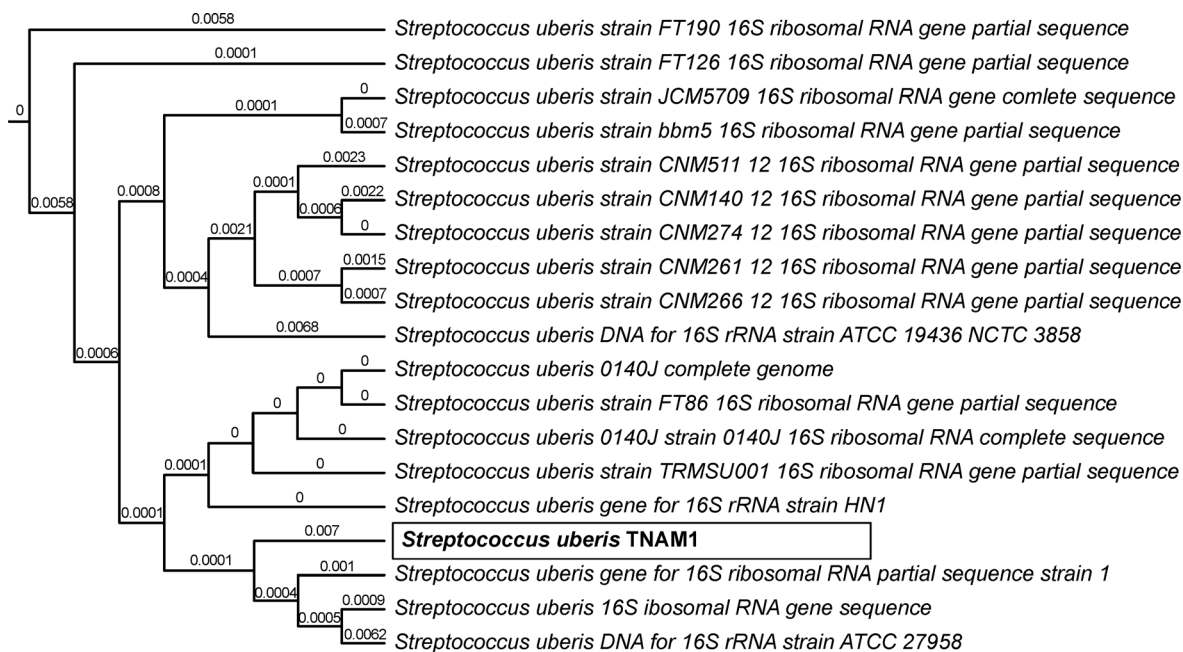 0.0058 Streptococcus uberis strain FT190 16S ribosomal RNA gene partial sequence
0.0001 Streptococcus uberis strain FT126 16S ribosomal RNA gene partial sequence
0 Streptococcus uberis strain JCM5709 16S ribosomal RNA gene comlete sequence
0.0001
0
0.0007 Streptococcus uberis strain bbm5 16S ribosomal RNA gene partial sequence
0.0023 Streptococcus uberis strain CNM511 12 16S ribosomal RNA gene partial sequence
0.0008 0.0001 0.0022 Streptococcus uberis strain CNM140 12 16S ribosomal RNA gene partial sequence
0.0058 0.0006
0.0021 0 Streptococcus uberis strain CNM274 12 16S ribosomal RNA gene partial sequence
0.0015 Streptococcus uberis strain CNM261 12 16S ribosomal RNA gene partial sequence
0.0004 0.0007
0.0007 Streptococcus uberis strain CNM266 12 16S ribosomal RNA gene partial sequence
0.0068 Streptococcus uberis DNA for 16S rRNA strain ATCC 19436 NCTC 3858
0.0006
0 Streptococcus uberis 0140J complete genome
0
0 0 Streptococcus uberis strain FT86 16S ribosomal RNA gene partial sequence
0 0 Streptococcus uberis 0140J strain 0140J 16S ribosomal RNA complete sequence
0.0001 0 Streptococcus uberis strain TRMSU001 16S ribosomal RNA gene partial sequence
0 Streptococcus uberis gene for 16S rRNA strain HN1
0.0001
0.007 Streptococcus uberis TNAM1
0.0001 0.001 Streptococcus uberis gene for 16S ribosomal RNA partial sequence strain 1
0.0004
0.0009 Streptococcus uberis 16S ibosomal RNA gene sequence
0.0005
0.0062 Streptococcus uberis DNA for 16S rRNA strain ATCC 27958